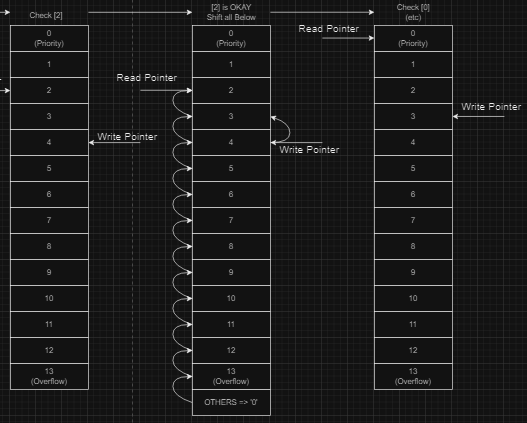 Check [2]
0
(Priority)
1
2
3
4
5
6
7
8
9
10
11
12
13
(Overflow)
Write Pointer
[2] is OKAY
Shift all Below
Read Pointer
0
(Priority)
1
2
3
4
5
6
7
8
9
10
11
12
13
(Overflow)
OTHERS => '0'
Write Pointer
Check [0]
(etc)
Read Pointer
0
(Priority)
1
2
3
4
5
6
7
8
9
10
11
12
13
(Overflow)
Write Pointer